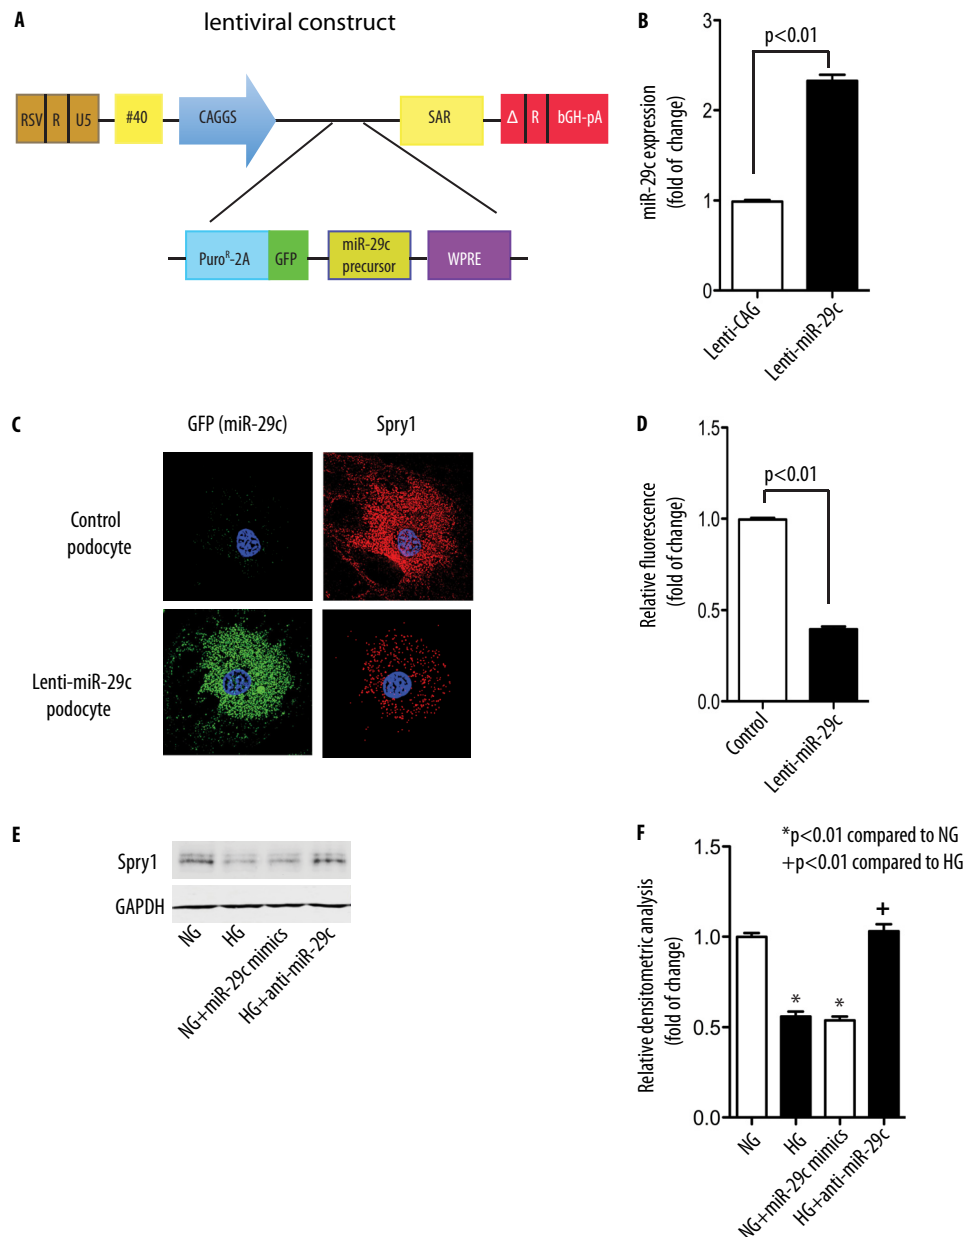 A
lentiviral construct
RSV R U5
#40
CAGGS
SAR
Δ R bGH-pA
Puroᴿ-2A
GFP
miR-29c
precursor
WPRE
B
p<0.01
miR-29c expression
(fold of change)
3
2
1
0
Lenti-CAG
Lenti-miR-29c
C
GFP (miR-29c)
Spry1
Control
podocyte
Lenti-miR-29c
podocyte
D
p<0.01
Relative fluorescence
(fold of change)
1.5
1.0
0.5
0.0
Control
Lenti-miR-29c
E
Spry1
GAPDH
NG
HG
NG+miR-29c mimics
HG+anti-miR-29c
F
*p<0.01 compared to NG
+p<0.01 compared to HG
Relative densitometric analysis
(fold of change)
1.5
1.0
0.5
0.0
*
*
+
NG
HG
NG+miR-29c mimics
HG+anti-miR-29c